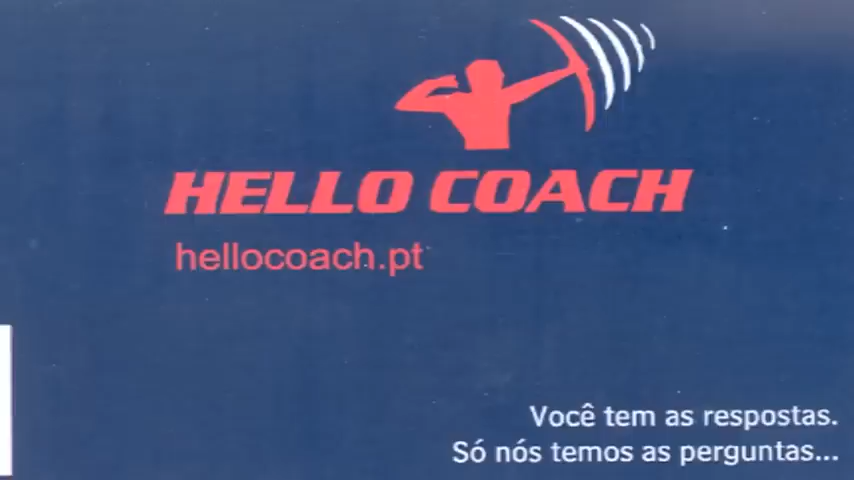 HELLO COACH
hellocoach.pt
Você tem as respostas.
Só nós temos as perguntas...